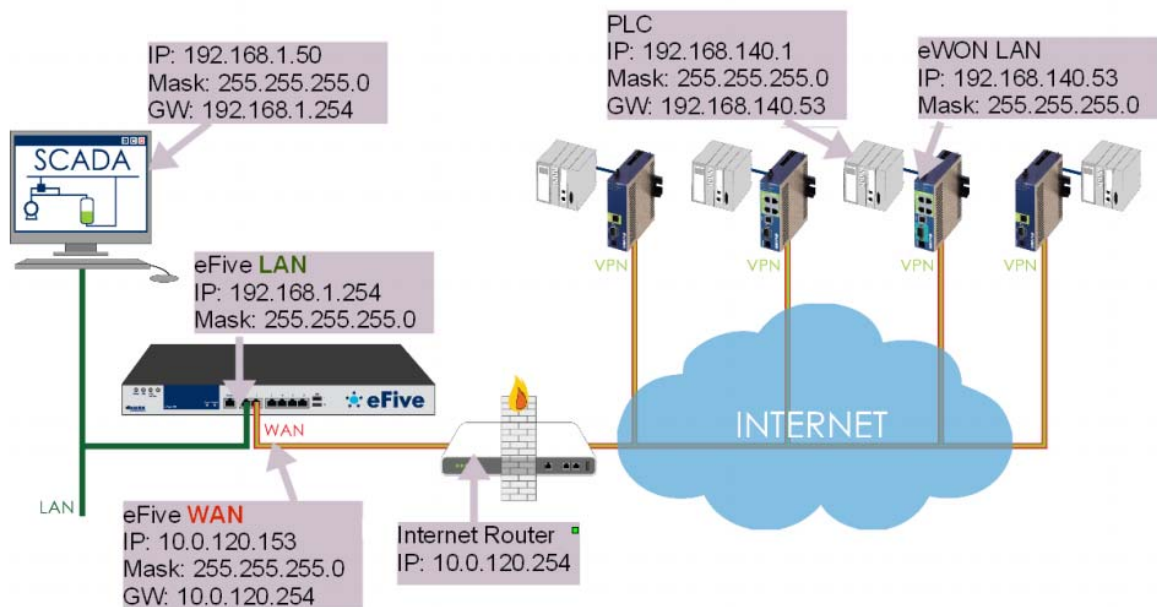 IP: 192.168.1.50
Mask: 255.255.255.0
GW: 192.168.1.254
PLC
IP: 192.168.140.1
Mask: 255.255.255.0
GW: 192.168.140.53
eWON LAN
IP: 192.168.140.53
Mask: 255.255.255.0
SCADA
VPN
VPN
VPN
VPN
eFive LAN
IP: 192.168.1.254
Mask: 255.255.255.0
eFive
WAN
INTERNET
LAN
eFive WAN
IP: 10.0.120.153
Mask: 255.255.255.0
GW: 10.0.120.254
Internet Router
IP: 10.0.120.254